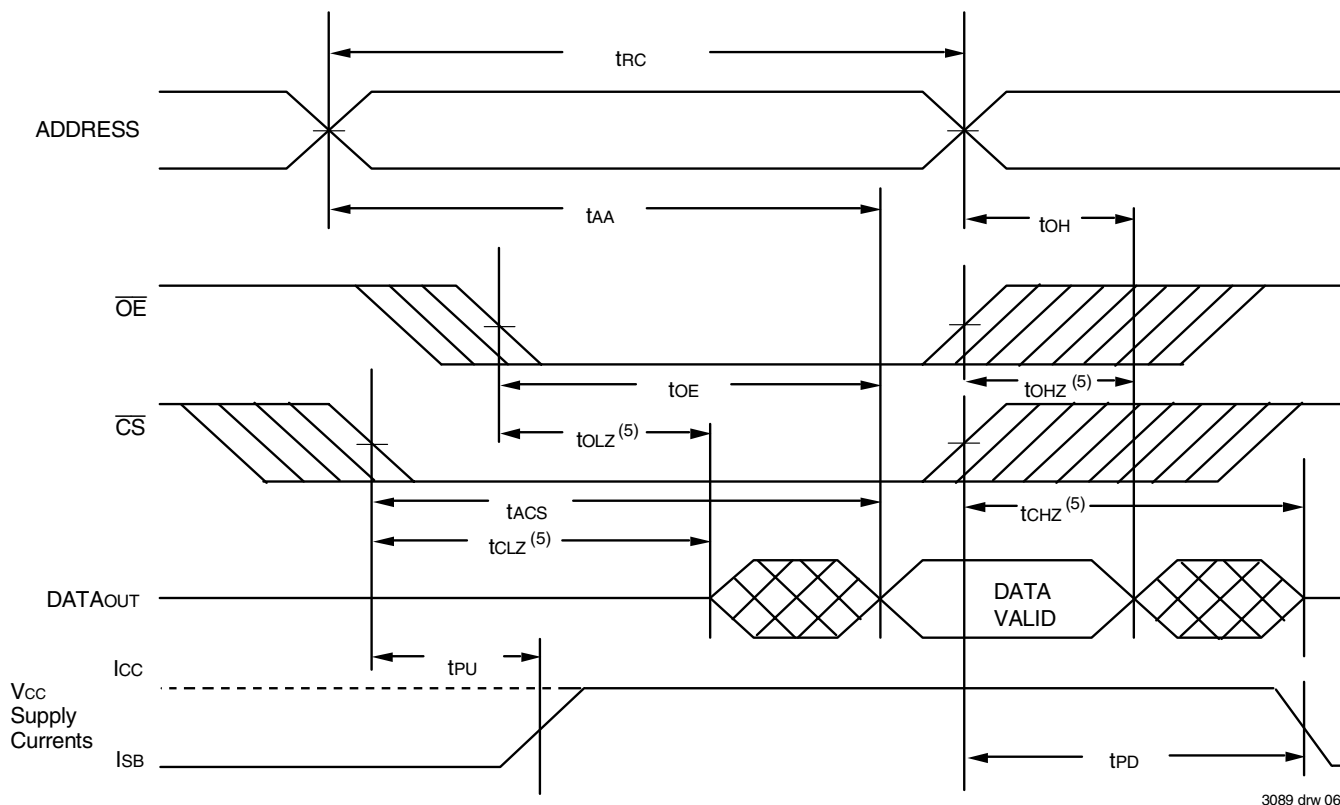 tRC
ADDRESS
tAA
tOH
OE
tOE
tOHZ (5)
CS
tOLZ (5)
tACS
tCHZ (5)
tCLZ (5)
DATAOUT
DATA
VALID
ICC
tPU
VCC
Supply
Currents
ISB
tPD
3089 drw 06